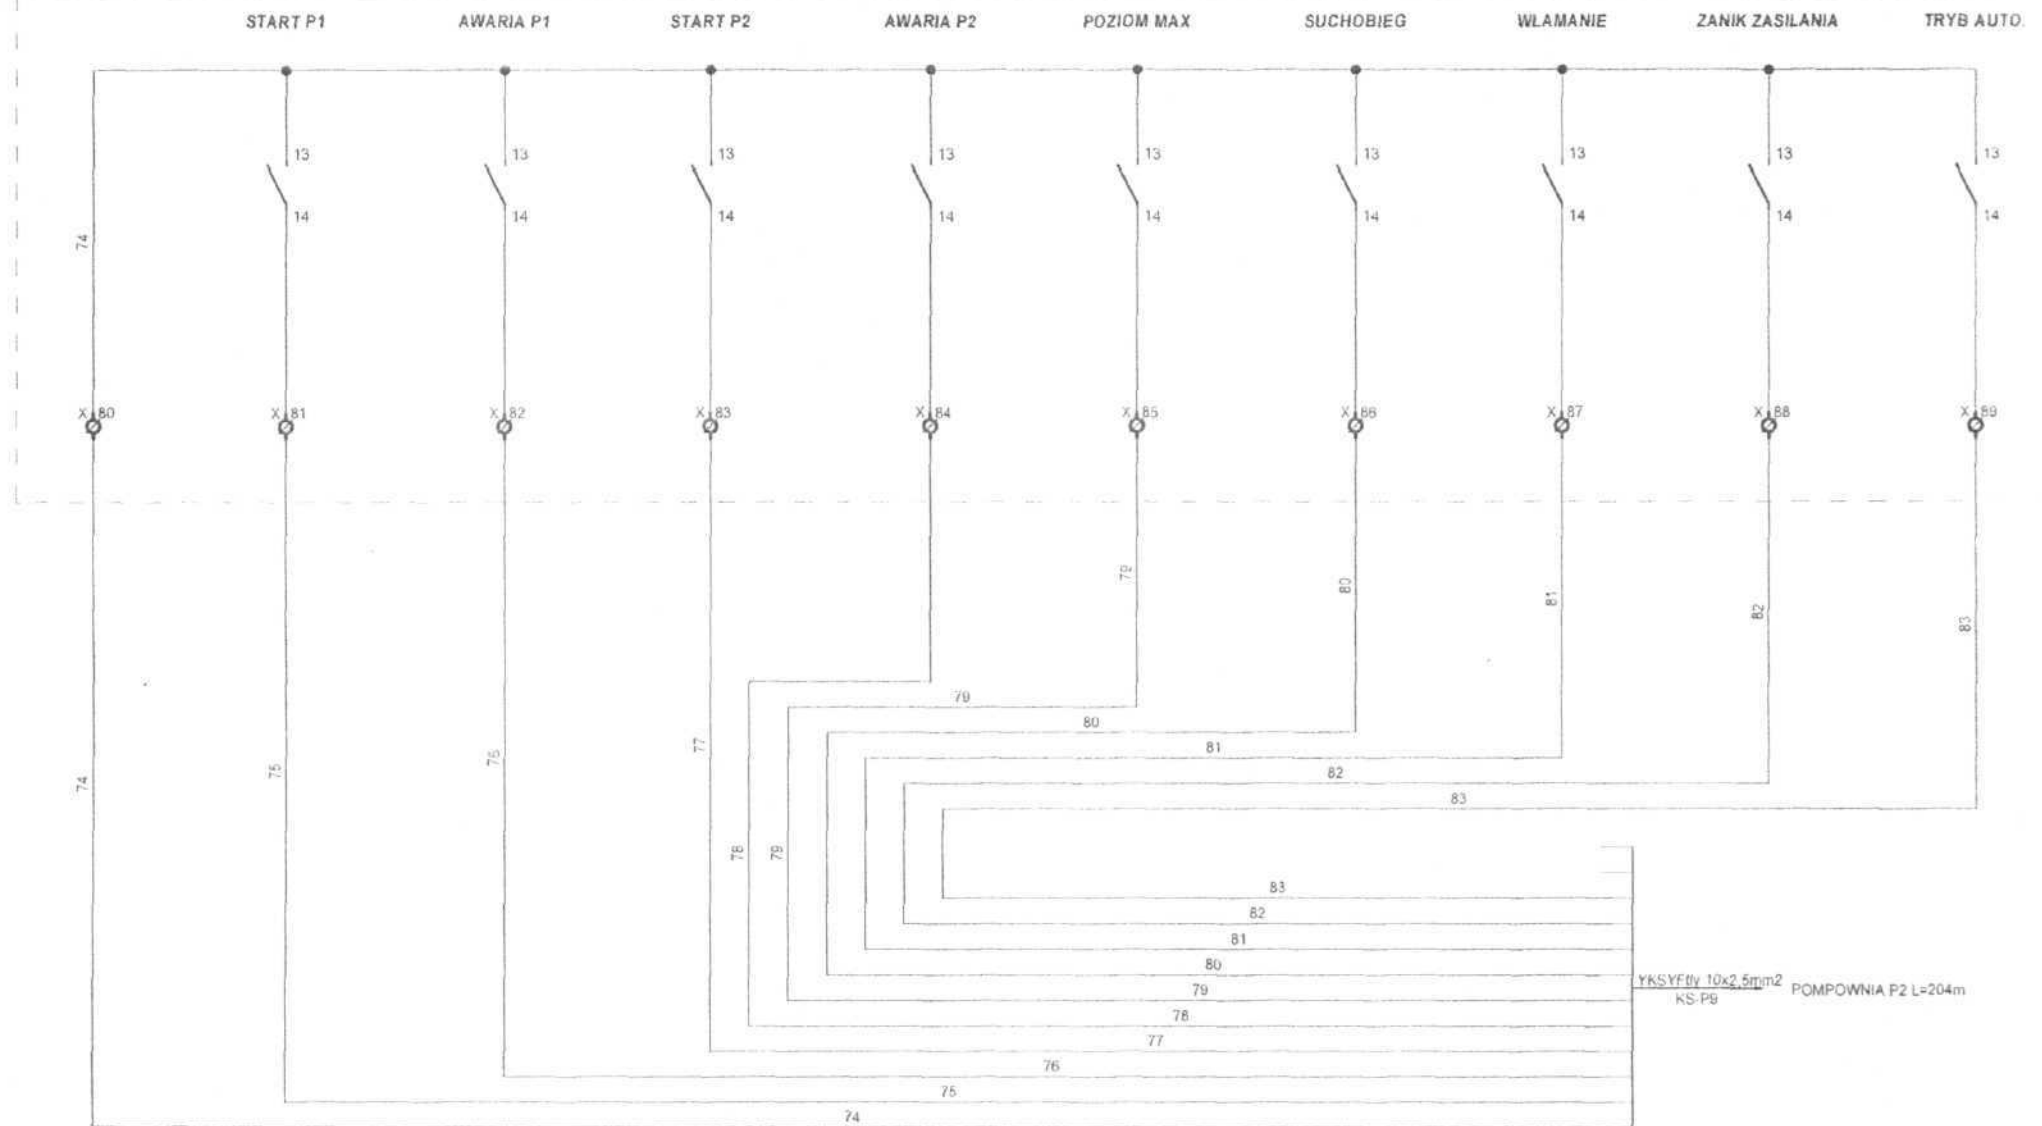 START P1 AWARIA P1 START P2 AWARIA P2 POZIOM MAX SUCHOBIEG WŁAMANIE ZANIK ZASILANIA TRYB AUTO.
13 13 13 13 13 13 13 13 13
14 14 14 14 14 14 14 14 14
74
X 80 X 81 X 82 X 83 X 84 X 85 X 86 X 87 X 88 X 89
79 80 81 82 83
79
80
77
81
76
75
82
74
83
78 79
83
82
81
80
YKSYFtly 10x2,5mm2
79
KS-P9
POMPOWNIA P2 L=204m
78
77
76
75
74